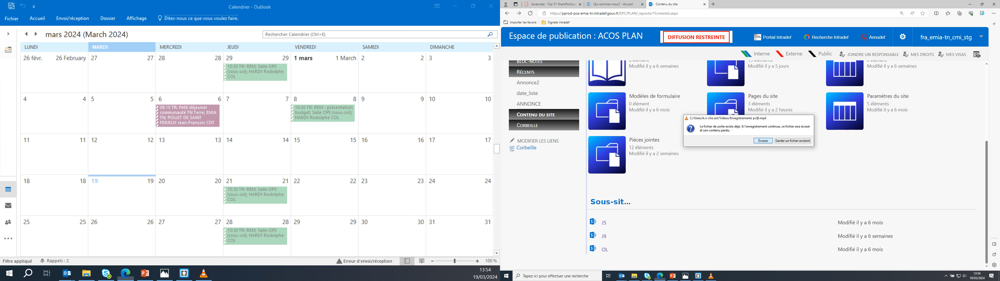 Calendrier - Outlook
Fichier Accueil Envoi/réception Dossier Affichage Dites-nous ce que vous voulez faire.
mars 2024 (March 2024)
Rechercher Calendrier (Ctrl+E)
LUNDI MARDI MERCREDI JEUDI VENDREDI SAMEDI DIMANCHE
26 févr. 26 February 27 27 28 28 29 29 1 mars 1 March 2 2 3 3
10:30 TR: REM; Salle OPS
(sous-sol); HARDY Rodolphe
COL
4 4 5 5 6 6 7 7 8 8 9 9 10 10
08:15 TR: Petit déjeuner
communauté TN Terre; EMIA
TN; POLLET DE SAINT
FERJEUX Jean-François CDT
10:30 TR: REM - présentation
budget; Salle OPS (sous-sol);
HARDY Rodolphe COL
11 11 12 12 13 13 14 14 15 15 16 16 17 17
18 18 19 19 20 20 21 21 22 22 23 23 24 24
10:30 TR: REM; Salle OPS
(sous-sol); HARDY Rodolphe
COL
25 25 26 26 27 27 28 28 29 29 30 30 31 31
10:30 TR: REM; Salle OPS
(sous-sol); HARDY Rodolphe
COL
Filtre appliqué Rappels : 2 Erreur d'envoi/réception 100 %
13:54
19/03/2024
Javascript - Top 51 SharePoint.pc Qui sommes-nous? - Accueil Contenu du site
https://pprod-pca-emia-tn.intradef.gouv.fr/EPC/PLAN/_layouts/15/viewlsts.aspx
Importer les favoris Signets intradef
Espace de publication : ACOS PLAN
DIFFUSION RESTREINTE
Portail Intradef Recherche Intradef Annudef fra_emia-tn_cmi_stg
Interne Externe Public JOINDRE UN RESPONSABLE MES DROITS MES VISAS
BLOC-NOTES
RÉCENTS
Annonce2
date_liste
ANNONCE
CONTENU DU SITE
CORBEILLE
MODIFIER LES LIENS
Corbeille
0 élément
Modifié il y a 6 semaines
15 éléments
Modifié il y a 5 jours
0 élément
Modifié il y a 6 semaines
Modèles de formulaire
0 élément
Modifié il y a 6 mois
Pages du site
3 éléments
Modifié il y a 2 heures
Paramètres du site
5 éléments
Modifié il y a 6 mois
C:/Users/k.n-cho.ext/Videos/Enregistrements pc@.mp4
Le fichier de sortie existe déjà. Si l'enregistrement continue, ce fichier sera écrasé
et son contenu perdu.
Écraser Garder un fichier existant
Pièces jointes
12 éléments
Modifié il y a 2 semaines
Sous-sit...
J5 Modifié il y a 6 mois
J9 Modifié il y a 6 semaines
OL Modifié il y a 6 mois
Tapez ici pour effectuer une recherche
13:54
19/03/2024